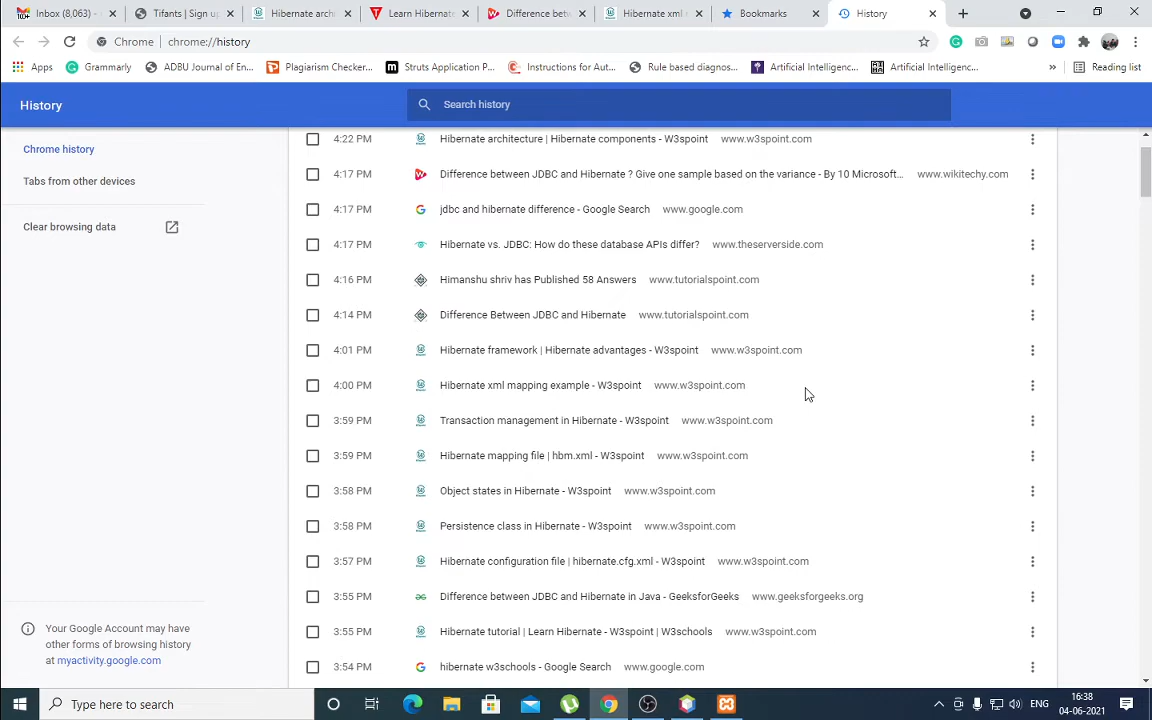 Inbox (8,063)
Tifants | Sign up
Hibernate arch
Learn Hibernate
Difference betw
Hibernate xml m
Bookmarks
History
Chrome
chrome://history
Apps
Grammarly
ADBU Journal of En...
Plagiarism Checker...
Struts Application P...
Instructions for Aut...
Rule based diagnos...
Artificial Intelligenc...
Artificial Intelligenc...
»
Reading list
History
Search history
Chrome history
Tabs from other devices
Clear browsing data
4:22 PM Hibernate architecture | Hibernate components - W3spoint www.w3spoint.com
4:17 PM Difference between JDBC and Hibernate ? Give one sample based on the variance - By 10 Microsoft... www.wikitechy.com
4:17 PM jdbc and hibernate difference - Google Search www.google.com
4:17 PM Hibernate vs. JDBC: How do these database APIs differ? www.theserverside.com
4:16 PM Himanshu shriv has Published 58 Answers www.tutorialspoint.com
4:14 PM Difference Between JDBC and Hibernate www.tutorialspoint.com
4:01 PM Hibernate framework | Hibernate advantages - W3spoint www.w3spoint.com
4:00 PM Hibernate xml mapping example - W3spoint www.w3spoint.com
3:59 PM Transaction management in Hibernate - W3spoint www.w3spoint.com
3:59 PM Hibernate mapping file | hbm.xml - W3spoint www.w3spoint.com
3:58 PM Object states in Hibernate - W3spoint www.w3spoint.com
3:58 PM Persistence class in Hibernate - W3spoint www.w3spoint.com
3:57 PM Hibernate configuration file | hibernate.cfg.xml - W3spoint www.w3spoint.com
3:55 PM Difference between JDBC and Hibernate in Java - GeeksforGeeks www.geeksforgeeks.org
3:55 PM Hibernate tutorial | Learn Hibernate - W3spoint | W3schools www.w3spoint.com
3:54 PM hibernate w3schools - Google Search www.google.com
Your Google Account may have
other forms of browsing history
at myactivity.google.com
Type here to search
ENG
16:38
04-06-2021